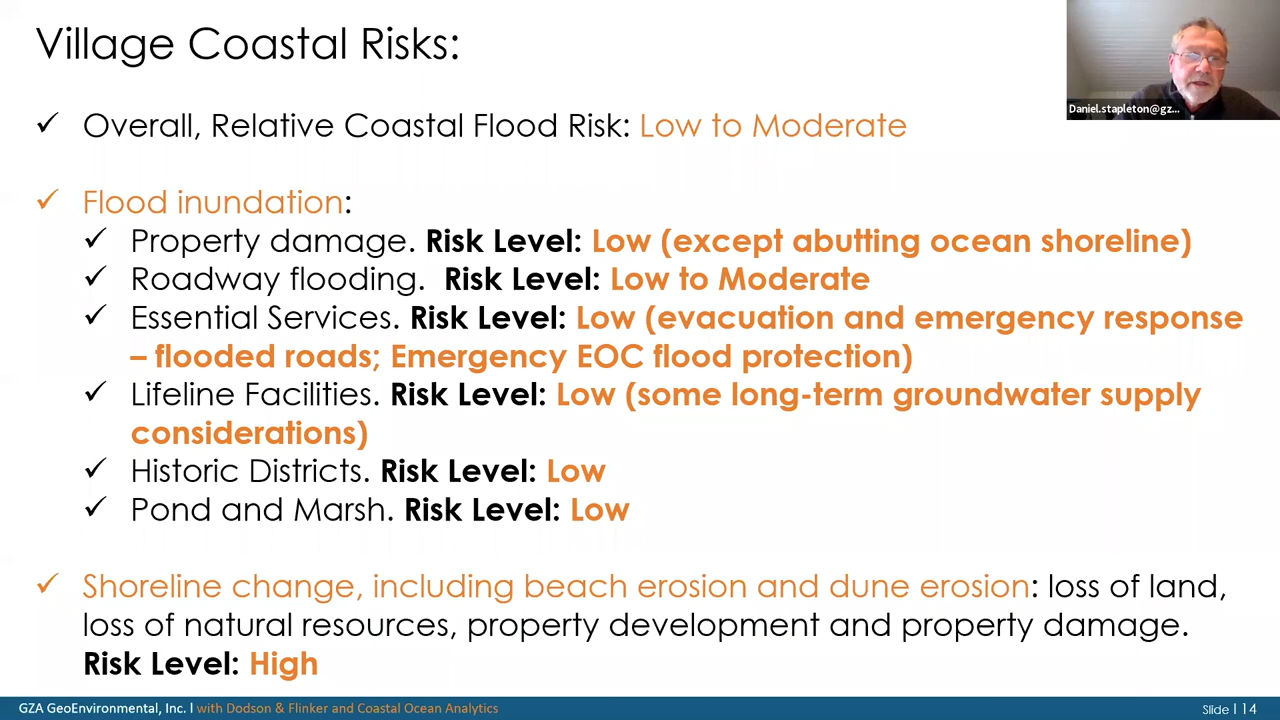 Village Coastal Risks:
Daniel.stapleton@gz...
✓ Overall, Relative Coastal Flood Risk: Low to Moderate
✓ Flood inundation:
✓ Property damage. Risk Level: Low (except abutting ocean shoreline)
✓ Roadway flooding. Risk Level: Low to Moderate
✓ Essential Services. Risk Level: Low (evacuation and emergency response
– flooded roads; Emergency EOC flood protection)
✓ Lifeline Facilities. Risk Level: Low (some long-term groundwater supply
considerations)
✓ Historic Districts. Risk Level: Low
✓ Pond and Marsh. Risk Level: Low
✓ Shoreline change, including beach erosion and dune erosion: loss of land,
loss of natural resources, property development and property damage.
Risk Level: High
GZA GeoEnvironmental, Inc. I with Dodson & Flinker and Coastal Ocean Analytics
Slide I 14